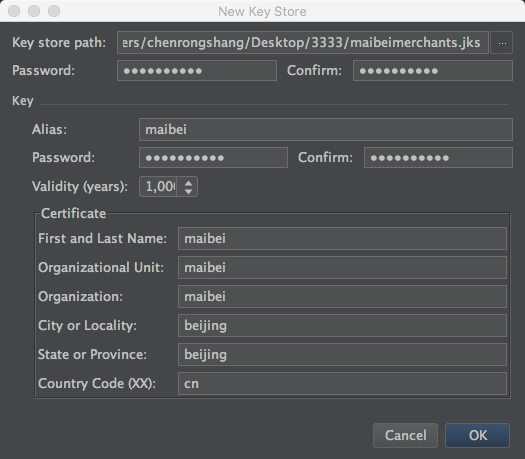 New Key Store
Key store path: ers/chenrongshang/Desktop/3333/maibeimerchants.jks ...
Password: •••••••••• Confirm: ••••••••••
Key
Alias: maibei
Password: •••••••••• Confirm: ••••••••••
Validity (years): 1,00
Certificate
First and Last Name: maibei
Organizational Unit: maibei
Organization: maibei
City or Locality: beijing
State or Province: beijing
Country Code (XX): cn
Cancel OK